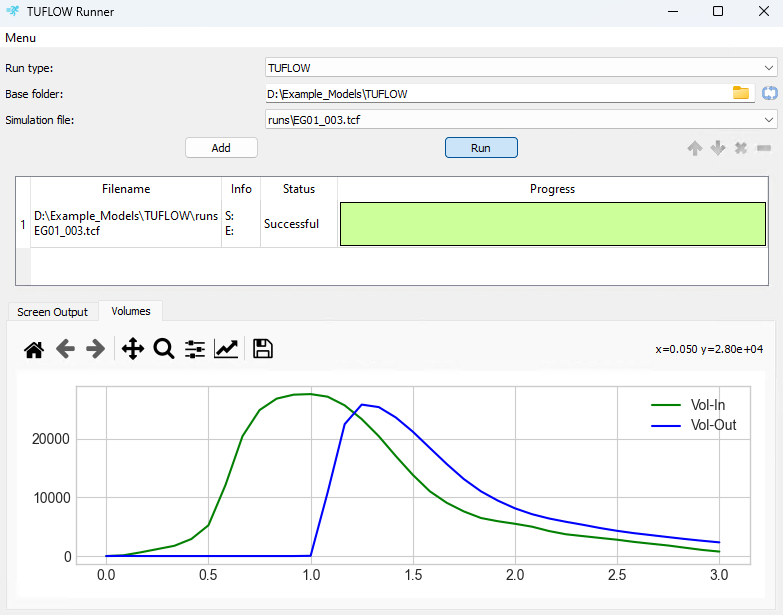 TUFLOW Runner
Menu
Run type: TUFLOW
Base folder: D:\Example_Models\TUFLOW
Simulation file: runs\EG01_003.tcf
Add Run
Filename Info Status Progress
1 D:\Example_Models\TUFLOW\runs S: Successful
EG01_003.tcf E:
Screen Output Volumes
x=0.050 y=2.80e+04
Vol-In
Vol-Out
20000
10000
0
0.0 0.5 1.0 1.5 2.0 2.5 3.0